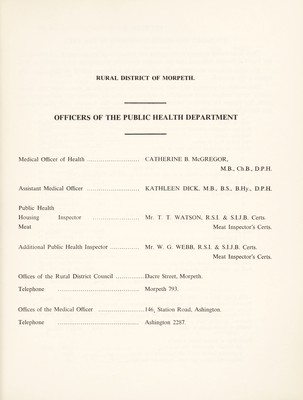 RURAL DISTRICT OF MORPETH.
OFFICERS OF THE PUBLIC HEALTH DEPARTMENT
Medical Officer of Health ...................... CATHERINE B. McGREGOR,
M.B., Ch.B., D.P.H.
Assistant Medical Officer ...................... KATHLEEN DICK, M.B., B.S., B.Hy., D.P.H.
Public Health
Housing Inspector .................... Mr. T. T. WATSON, R.S.I. & S.I.J.B. Certs.
Meat Meat Inspector's Certs.
Additional Public Health Inspector ............ Mr. W. G. WEBB, R.S.I. & S.I.J.B. Certs.
Meat Inspector's Certs.
Offices of the Rural District Council ............ Dacre Street, Morpeth.
Telephone .................................. Morpeth 793.
Offices of the Medical Officer .................... 146, Station Road, Ashington.
Telephone .................................. Ashington 2287.